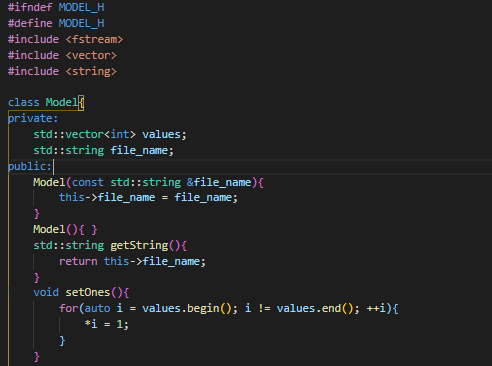 #ifndef MODEL_H
#define MODEL_H
#include <fstream>
#include <vector>
#include <string>

class Model{
private:
    std::vector<int> values;
    std::string file_name;
public:
    Model(const std::string &file_name){
        this->file_name = file_name;
    }
    Model(){ }
    std::string getString(){
        return this->file_name;
    }
    void setOnes(){
        for(auto i = values.begin(); i != values.end(); ++i){
            *i = 1;
        }
    }